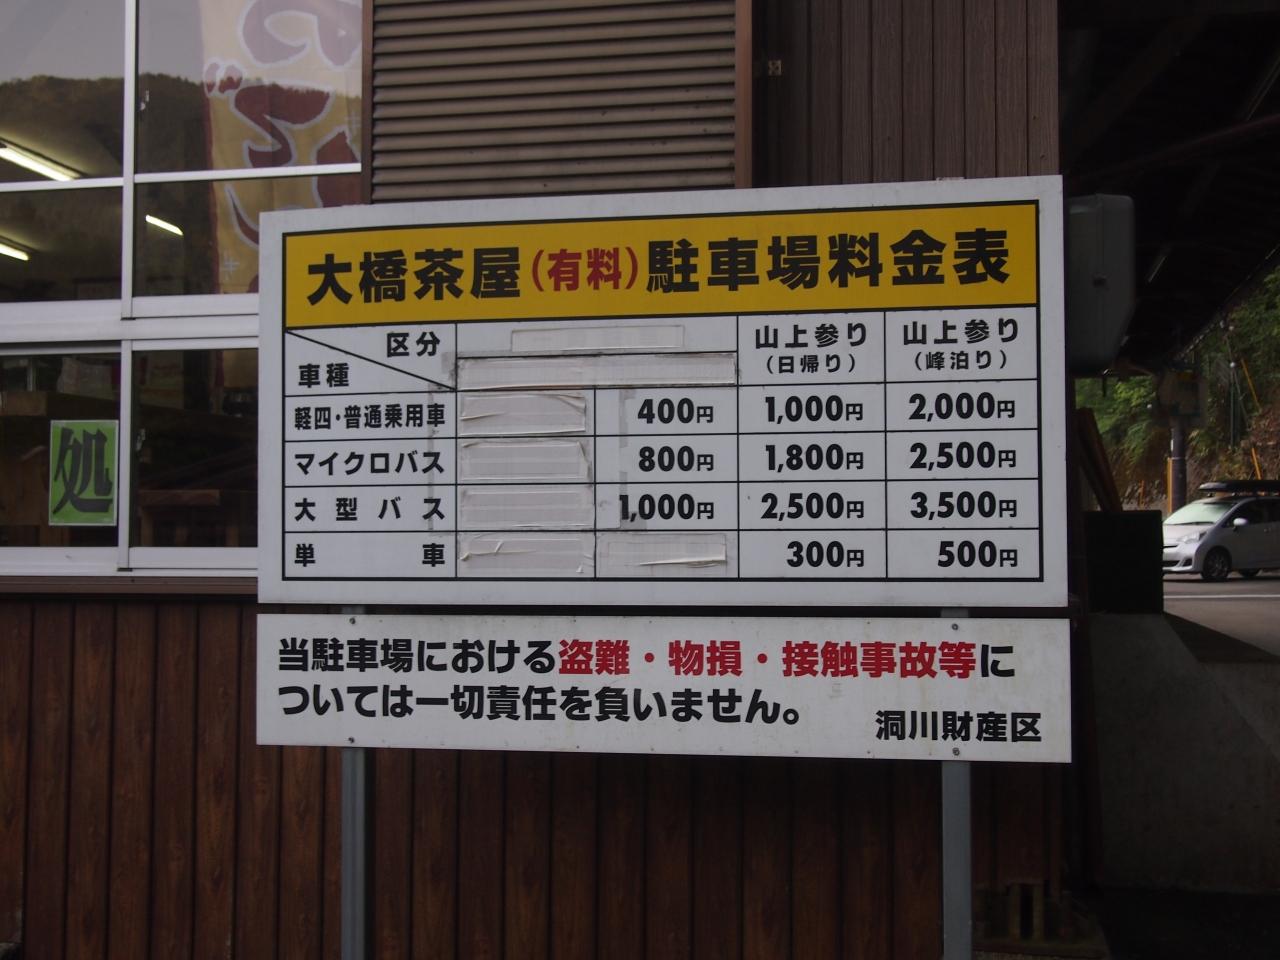 大橋茶屋(有料)駐車場料金表
区分 山上参り 山上参り
車種 (日帰り) (峰泊り)
軽四・普通乗用車 400円 1,000円 2,000円
マイクロバス 800円 1,800円 2,500円
大型バス 1,000円 2,500円 3,500円
単車 300円 500円
処
当駐車場における盗難・物損・接触事故等に
ついては一切責任を負いません。
洞川財産区